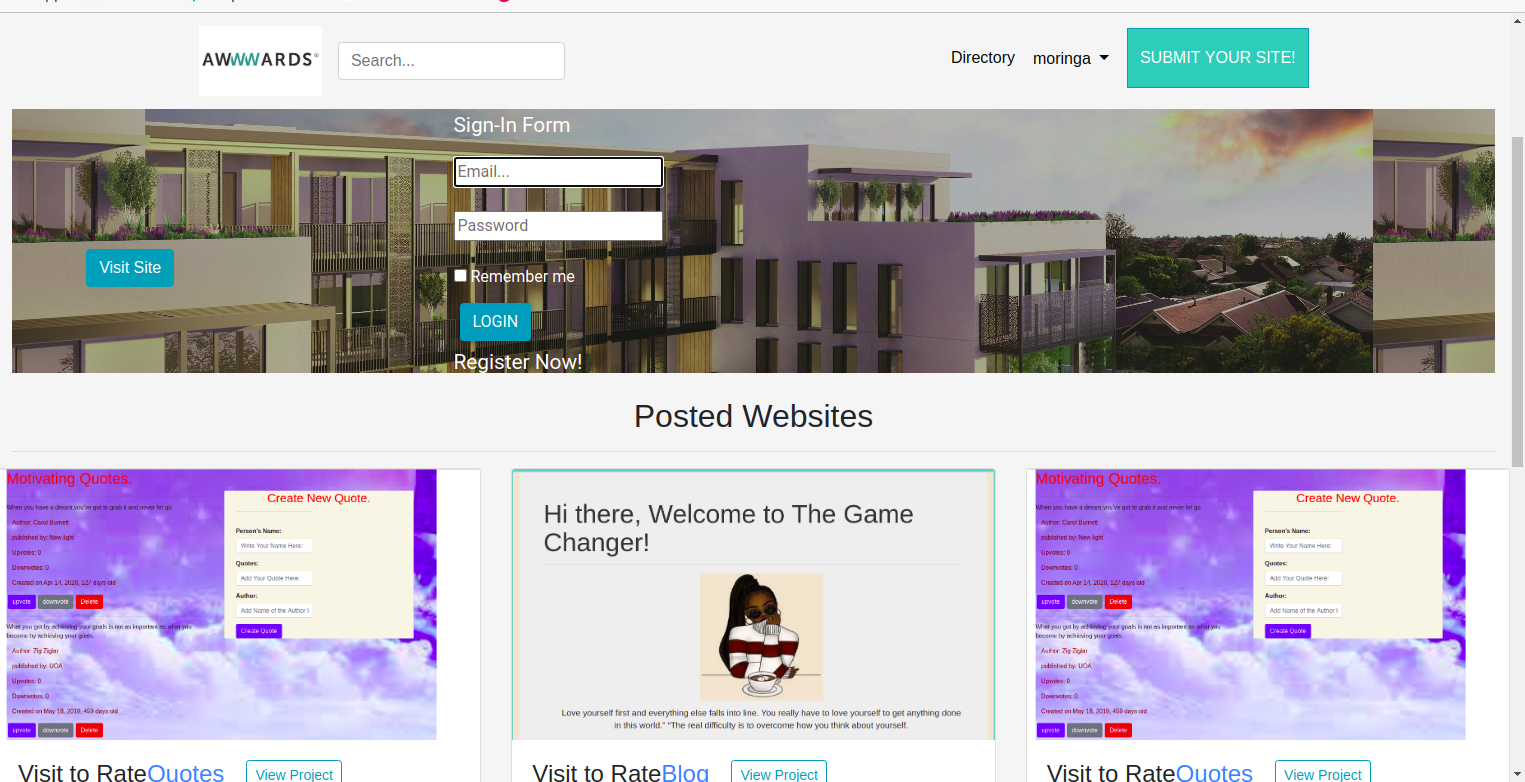 AWWWARDS®
Search...
Directory
moringa
SUBMIT YOUR SITE!
Sign-In Form
Email...
Password
Visit Site
Remember me
LOGIN
Register Now!
Posted Websites
Motivating Quotes.
Create New Quote.
When you have a dream you've got to grab it and never let go
Author: Carol Burnett
Person's Name:
published by: New light
Write Your Name Here:
Upvotes: 0
Quotes:
Downvotes: 0
Add Your Quote Here:
Created on Apr 14, 2020, 127 days old
Author:
upvote downvote Delete
Add Name of the Author
What you got by achieving your goals is not as important as what you
become by achieving your goals.
Create Quote
Author: Zig Ziglar
published by: UOA
Upvotes: 0
Downvotes: 0
Created on May 18, 2019, 459 days old
upvote downvote Delete
Visit to RateQuotes
View Project
Hi there, Welcome to The Game
Changer!
Love yourself first and everything else falls into line. You really have to love yourself to get anything done
in this world." "The real difficulty is to overcome how you think about yourself.
Visit to RateBlog
View Project
Motivating Quotes.
Create New Quote.
When you have a dream you've got to grab it and never let go
Author: Carol Burnett
Person's Name:
published by: New light
Write Your Name Here:
Upvotes: 0
Quotes:
Downvotes: 0
Add Your Quote Here:
Created on Apr 14, 2020, 127 days old
Author:
upvote downvote Delete
Add Name of the Author
What you got by achieving your goals is not as important as what you
become by achieving your goals.
Create Quote
Author: Zig Ziglar
published by: UOA
Upvotes: 0
Downvotes: 0
Created on May 18, 2019, 459 days old
upvote downvote Delete
Visit to RateQuotes
View Project